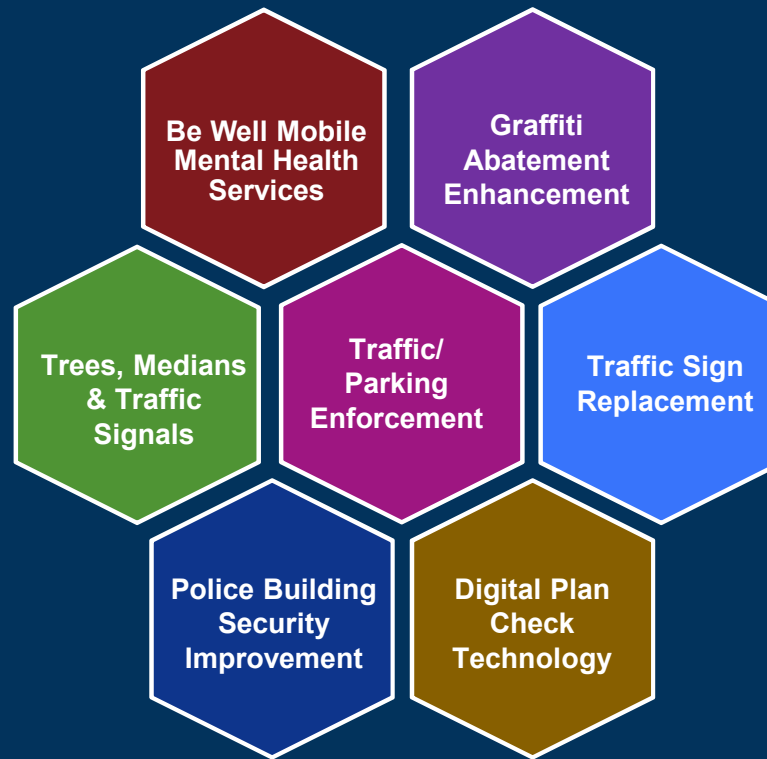 Be Well Mobile
Mental Health
Services
Graffiti
Abatement
Enhancement
Trees, Medians
& Traffic
Signals
Traffic/
Parking
Enforcement
Traffic Sign
Replacement
Police Building
Security
Improvement
Digital Plan
Check
Technology